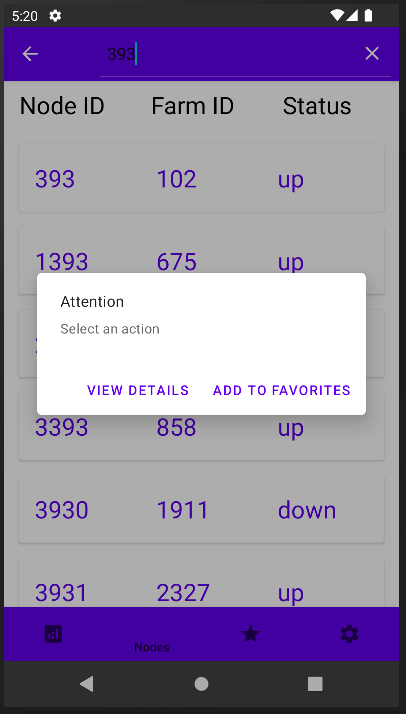 5:20
393
Node ID Farm ID Status
393 102 up
1393 675 up
Attention
Select an action
VIEW DETAILS ADD TO FAVORITES
3393 858 up
3930 1911 down
3931 2327 up
Nodes